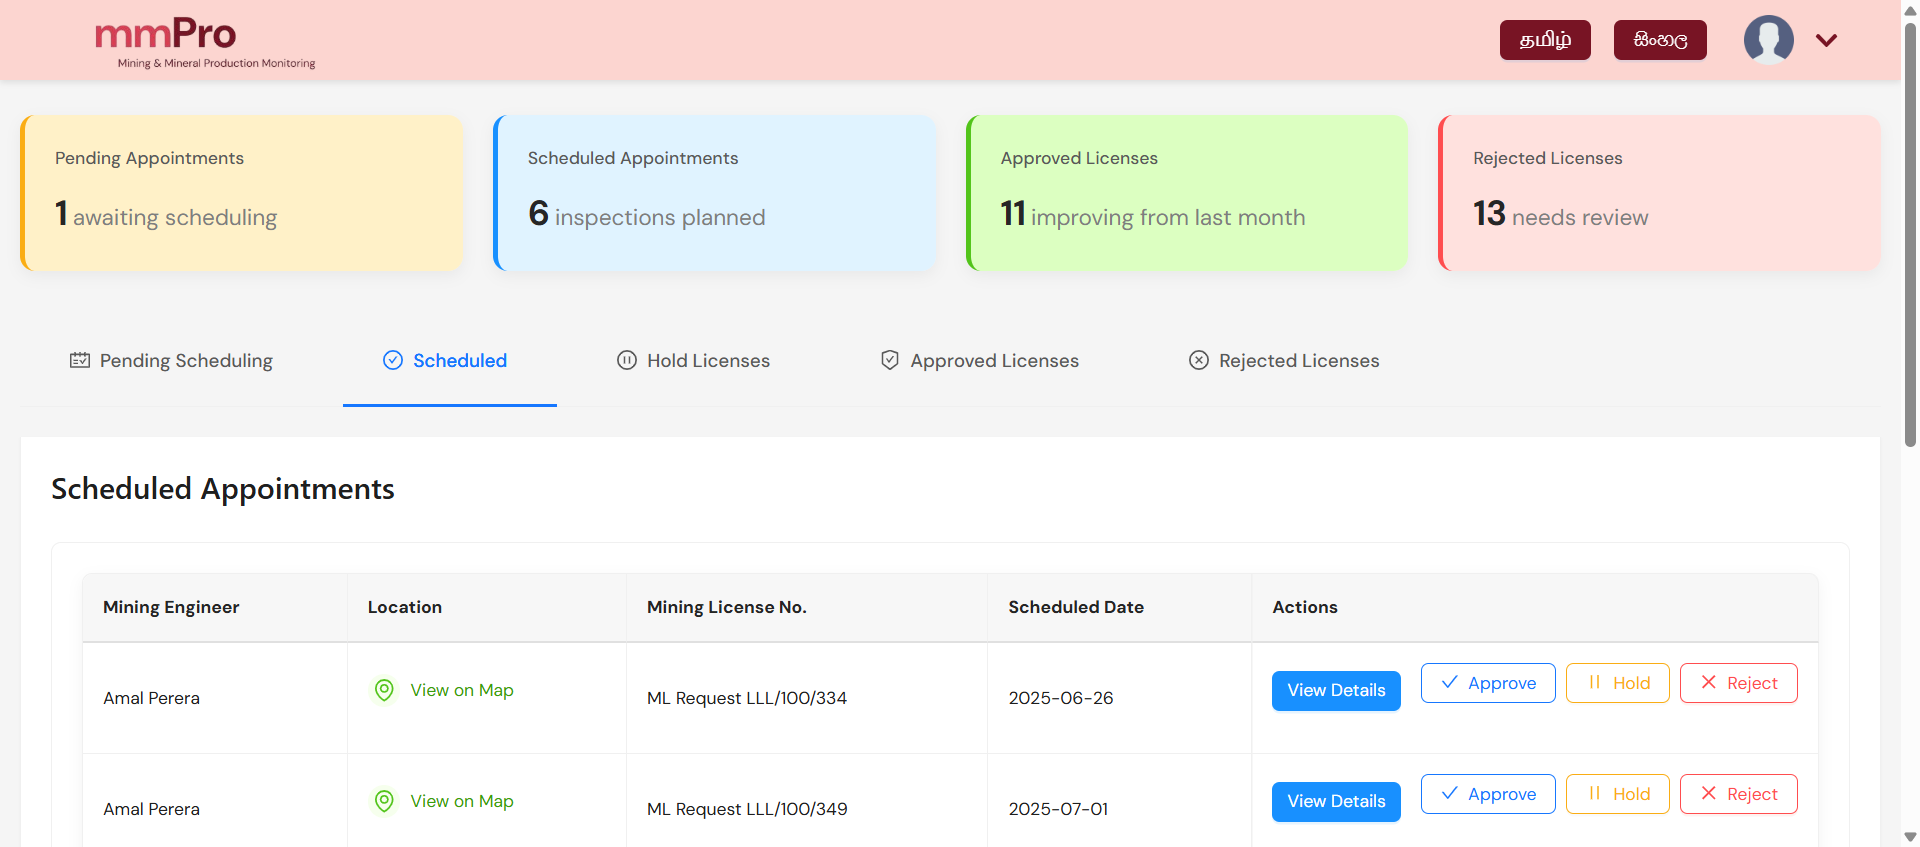 mmPro
Mining & Mineral Production Monitoring
தமிழ்
සිංහල
Pending Appointments
1 awaiting scheduling
Scheduled Appointments
6 inspections planned
Approved Licenses
11 improving from last month
Rejected Licenses
13 needs review
Pending Scheduling
Scheduled
Hold Licenses
Approved Licenses
Rejected Licenses
Scheduled Appointments
Mining Engineer Location Mining License No. Scheduled Date Actions
Amal Perera View on Map ML Request LLL/100/334 2025-06-26 View Details Approve Hold Reject
Amal Perera View on Map ML Request LLL/100/349 2025-07-01 View Details Approve Hold Reject